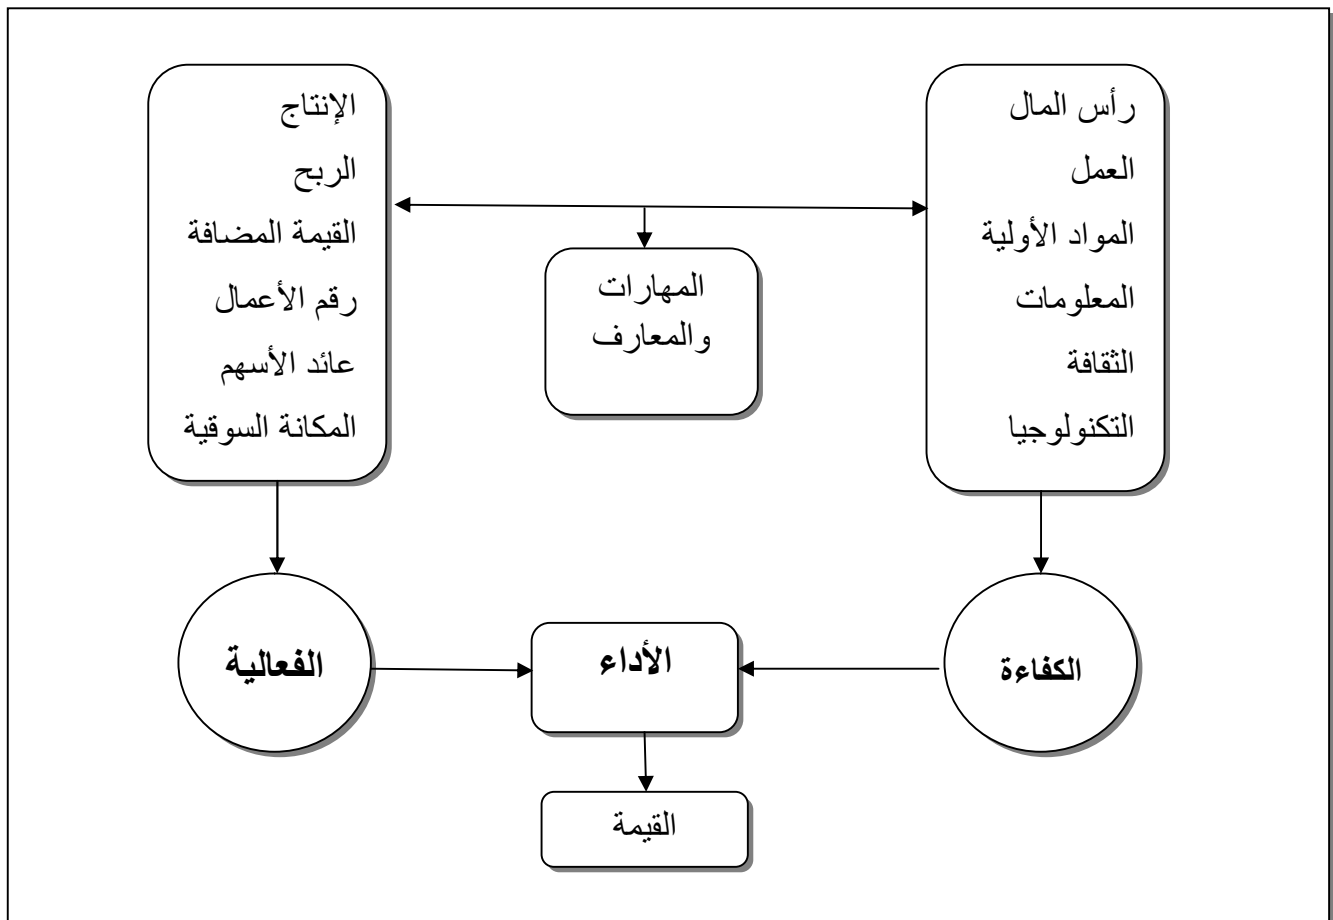 رأس المال
العمل
المواد الأولية
المعلومات
الثقافة
التكنولوجيا
المهارات
والمعارف
الإنتاج
الربح
القيمة المضافة
رقم الأعمال
عائد الأسهم
المكانة السوقية
الكفاءة
الأداء
الفعالية
القيمة